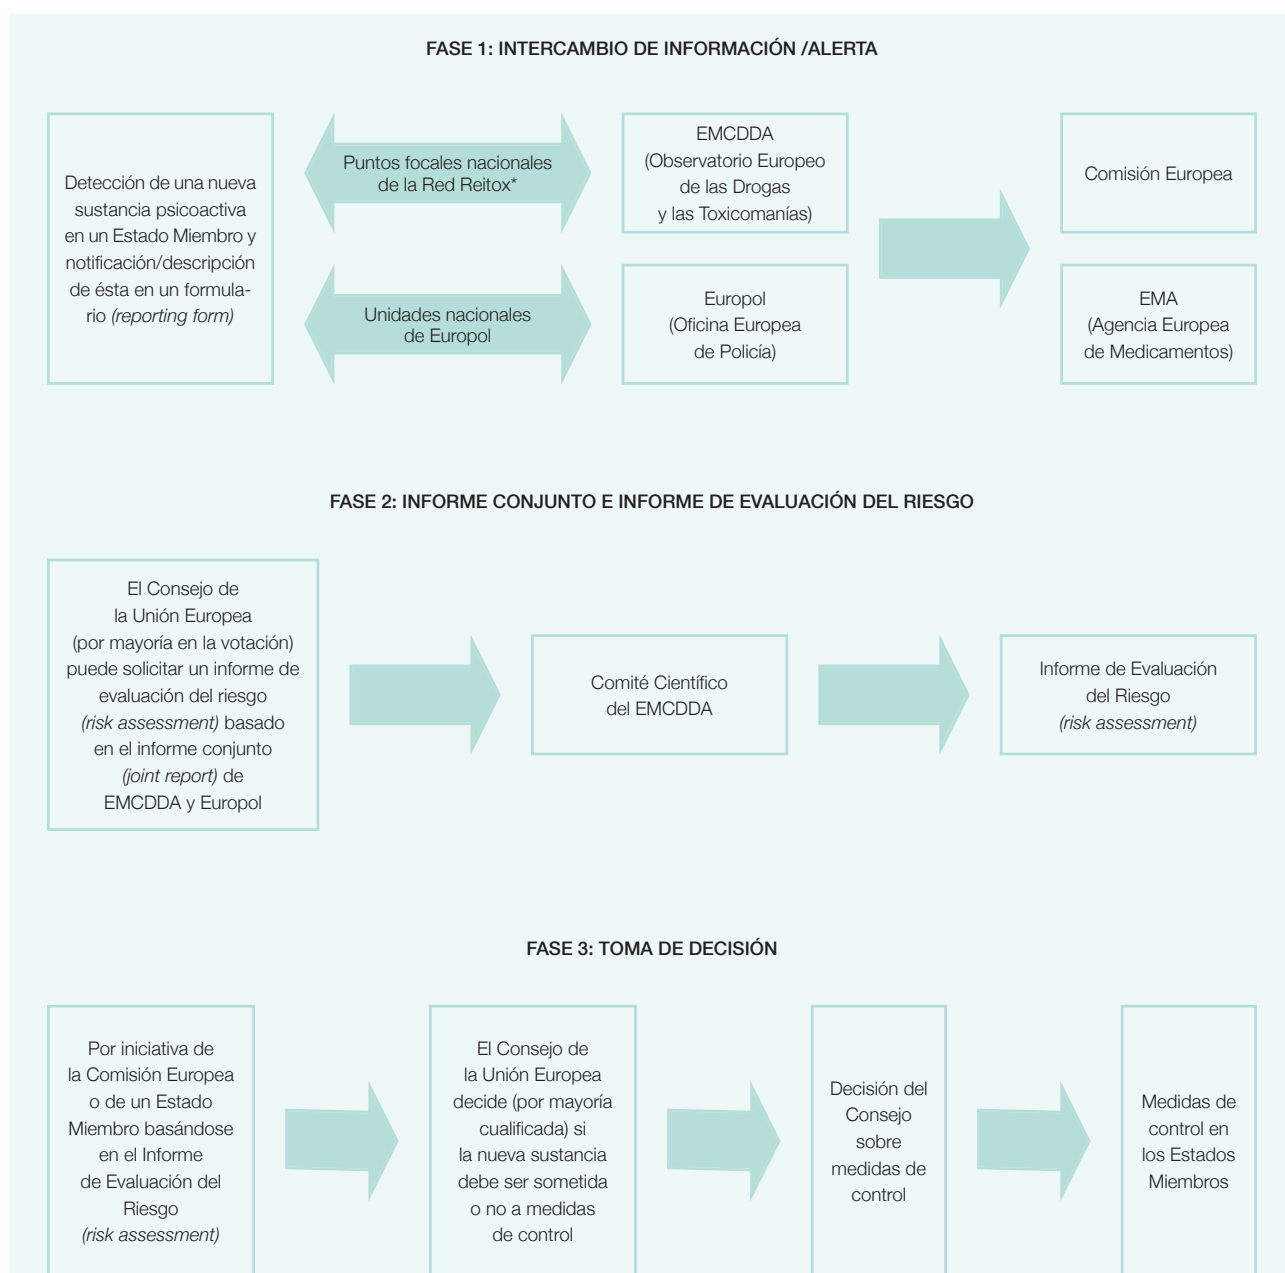 FASE 1: INTERCAMBIO DE INFORMACIÓN /ALERTA
Detección de una nueva
sustancia psicoactiva
en un Estado Miembro y
notificación/descripción
de ésta en un formula-
rio (reporting form)
Puntos focales nacionales
de la Red Reitox*
Unidades nacionales
de Europol
EMCDDA
(Observatorio Europeo
de las Drogas
y las Toxicomanías)
Europol
(Oficina Europea
de Policía)
Comisión Europea
EMA
(Agencia Europea
de Medicamentos)
FASE 2: INFORME CONJUNTO E INFORME DE EVALUACIÓN DEL RIESGO
El Consejo de
la Unión Europea
(por mayoría en la votación)
puede solicitar un informe de
evaluación del riesgo
(risk assessment) basado
en el informe conjunto
(joint report) de
EMCDDA y Europol
Comité Científico
del EMCDDA
Informe de Evaluación
del Riesgo
(risk assessment)
FASE 3: TOMA DE DECISIÓN
Por iniciativa de
la Comisión Europea
o de un Estado
Miembro basándose
en el Informe
de Evaluación del
Riesgo
(risk assessment)
El Consejo de
la Unión Europea
decide (por mayoría
cualificada) si
la nueva sustancia
debe ser sometida
o no a medidas
de control
Decisión del
Consejo
sobre
medidas de
control
Medidas de
control en
los Estados
Miembros